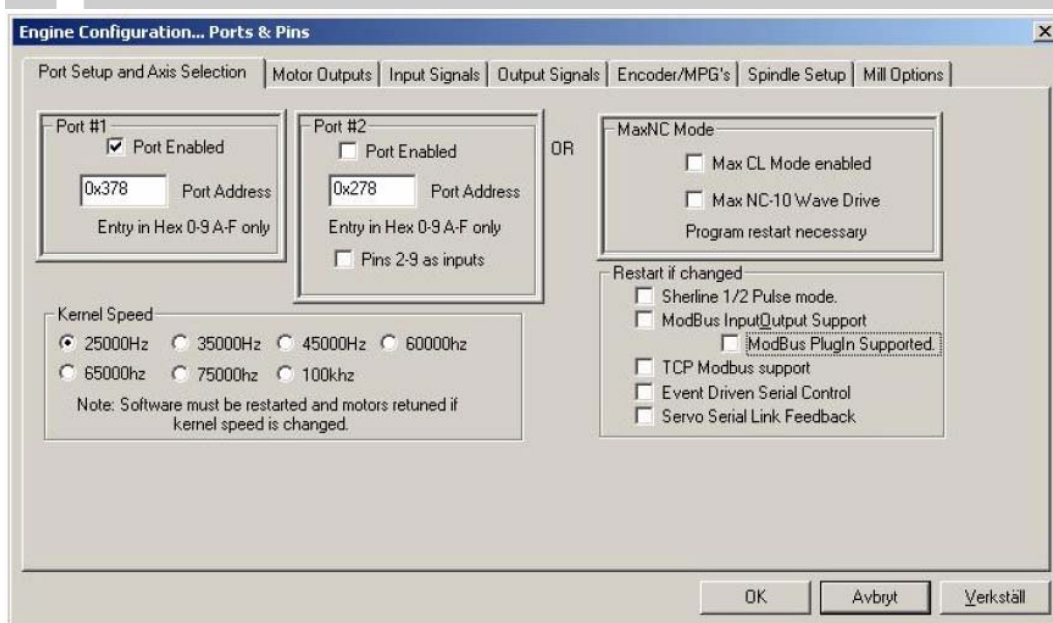 Engine Configuration... Ports & Pins
Port Setup and Axis Selection
Motor Outputs
Input Signals
Output Signals
Encoder/MPG's
Spindle Setup
Mill Options
Port #1
Port Enabled
0x378
Port Address
Entry in Hex 0-9 A-F only
Port #2
Port Enabled
0x278
Port Address
Entry in Hex 0-9 A-F only
Pins 2-9 as inputs
OR
MaxNC Mode
Max CL Mode enabled
Max NC-10 Wave Drive
Program restart necessary
Kernel Speed
25000Hz
35000Hz
45000Hz
60000hz
65000hz
75000hz
100khz
Note: Software must be restarted and motors retuned if
kernel speed is changed.
Restart if changed
Sherline 1/2 Pulse mode.
ModBus InputOutput Support
ModBus PlugIn Supported.
TCP Modbus support
Event Driven Serial Control
Servo Serial Link Feedback
OK
Avbryt
Verkställ